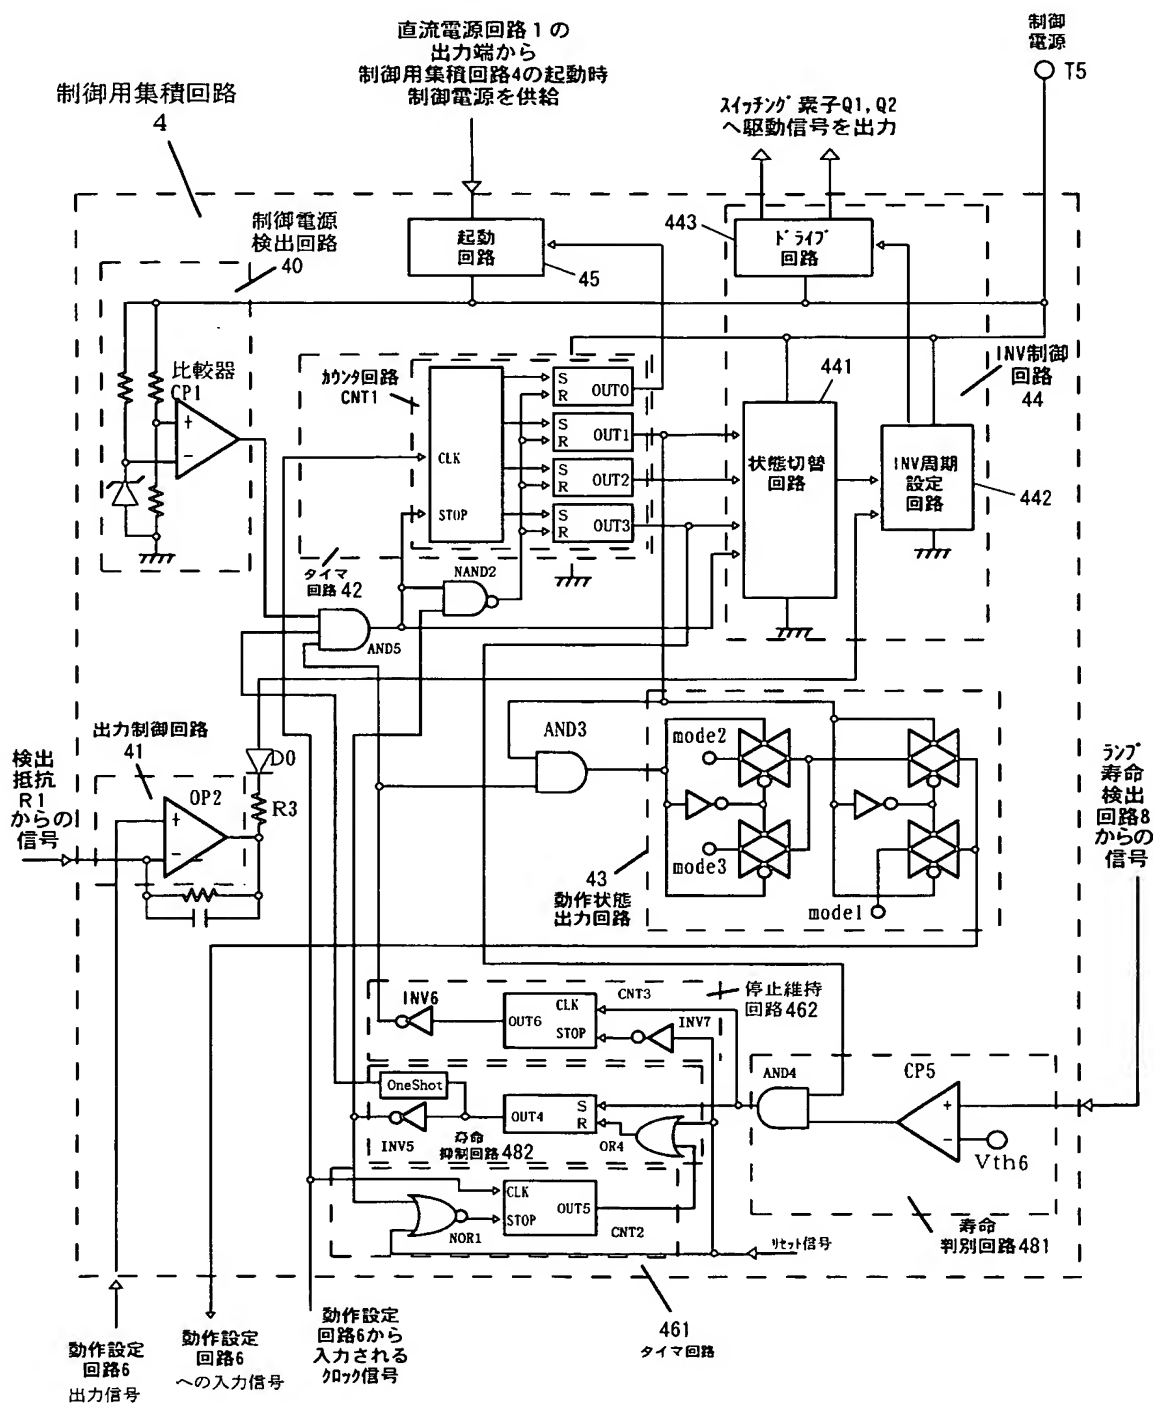 直流電源回路1の
出力端から
制御用集積回路4の起動時
制御電源を供給
制御
電源
T5
制御用集積回路
4
スイッチング素子Q1,Q2
へ駆動信号を出力
制御電源
検出回路
40
起動
回路
45
443
ドライブ
回路
比較器
CP1
+
−
カウンタ回路
CNT1
CLK
STOP
S
R
OUT0
S
R
OUT1
S
R
OUT2
S
R
OUT3
441
状態切替
回路
INV制御
回路
44
INV周期
設定
回路
442
タイマ
回路42
NAND2
AND5
出力制御回路
41
検出
抵抗
R1
からの
信号
OP2
+
−
D0
R3
AND3
mode2
mode3
mode1
43
動作状態
出力回路
ランプ
寿命
検出
回路8
からの
信号
INV6
OUT6
CLK
STOP
CNT3
INV7
停止維持
回路462
OneShot
INV5
OUT4
S
R
OR4
寿命
抑制回路482
AND4
CP5
+
−
Vth6
寿命
判別回路481
NOR1
CLK
STOP
OUT5
CNT2
リセット信号
461
タイマ回路
動作設定
回路6
出力信号
動作設定
回路6
への入力信号
動作設定
回路6から
入力される
クロック信号